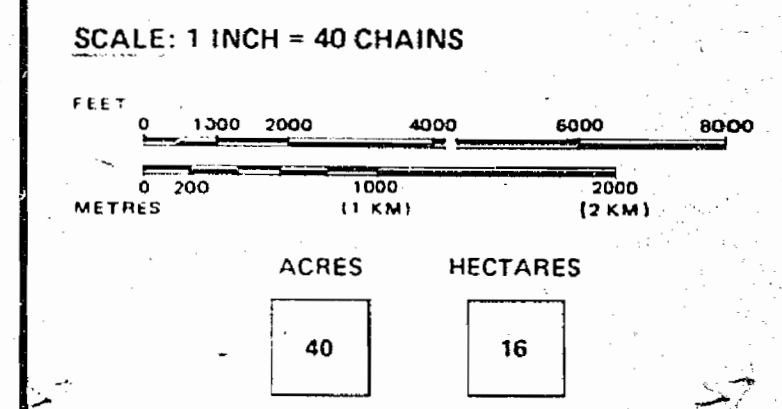 SCALE: 1 INCH = 40 CHAINS
FEET
0 1000 2000 4000 6000 8000
0 200 1000 2000
METRES (1 KM) (2 KM)
ACRES HECTARES
40 16